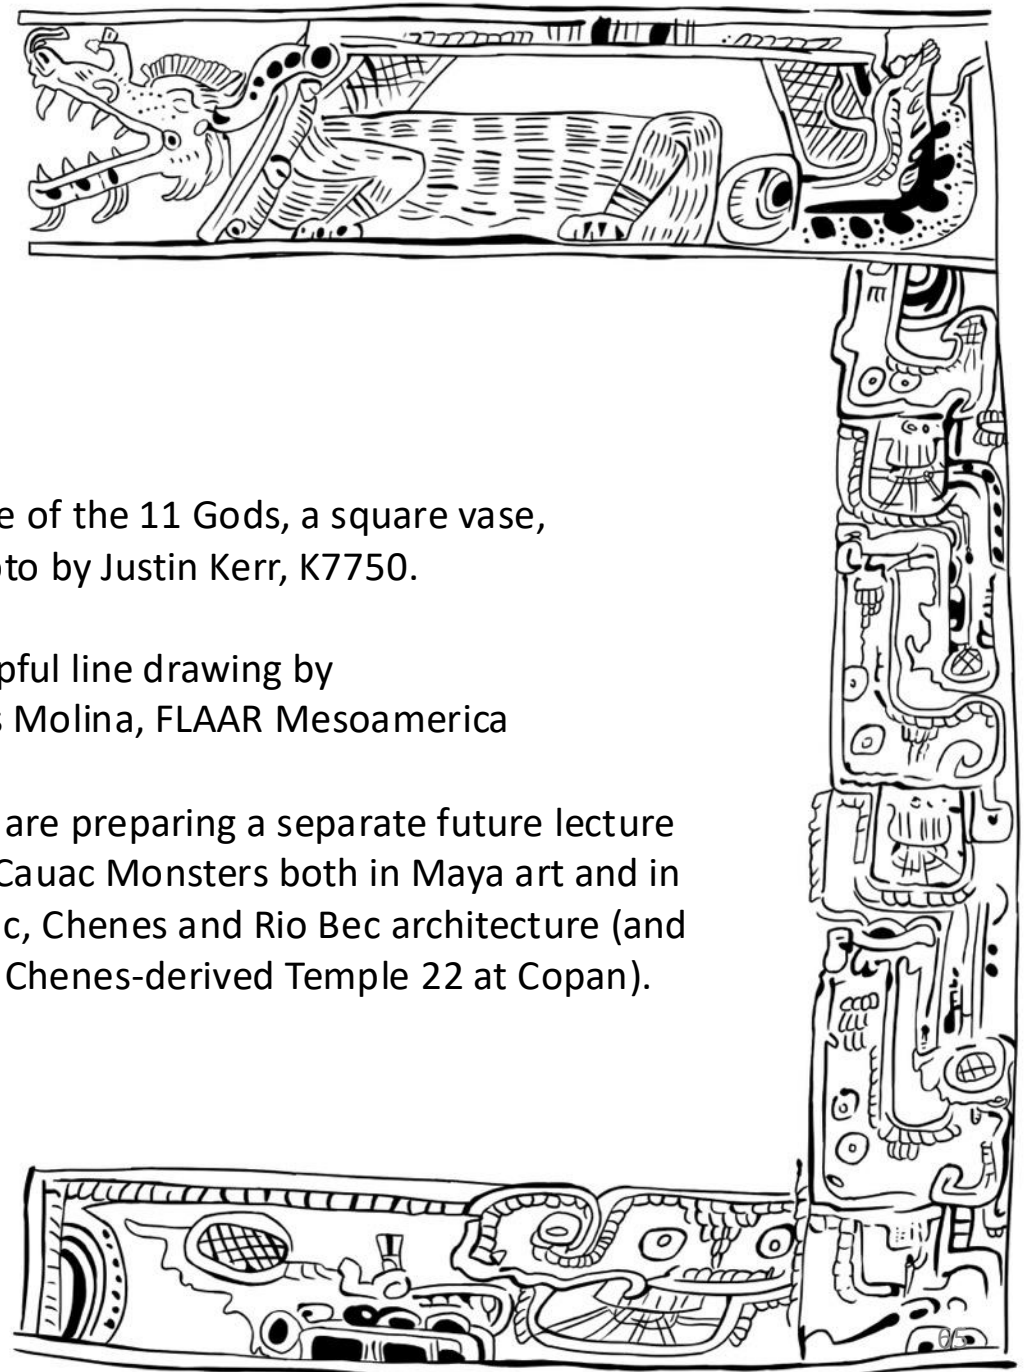 e of the 11 Gods, a square vase,
oto by Justin Kerr, K7750.
pful line drawing by
s Molina, FLAAR Mesoamerica
are preparing a separate future lecture
Cauac Monsters both in Maya art and in
c, Chenes and Rio Bec architecture (and
Chenes-derived Temple 22 at Copan).
65